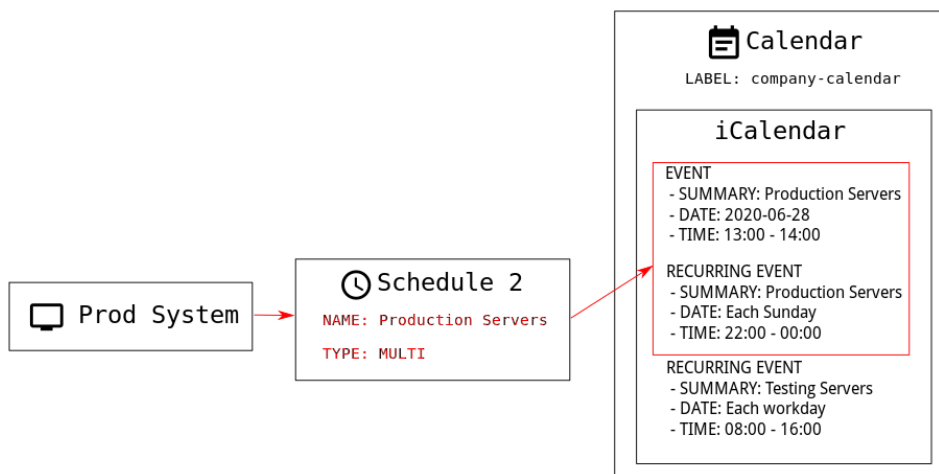 Calendar
LABEL: company-calendar
iCalendar
EVENT
- SUMMARY: Production Servers
- DATE: 2020-06-28
- TIME: 13:00 - 14:00
RECURRING EVENT
- SUMMARY: Production Servers
- DATE: Each Sunday
- TIME: 22:00 - 00:00
RECURRING EVENT
- SUMMARY: Testing Servers
- DATE: Each workday
- TIME: 08:00 - 16:00
Schedule 2
NAME: Production Servers
TYPE: MULTI
Prod System